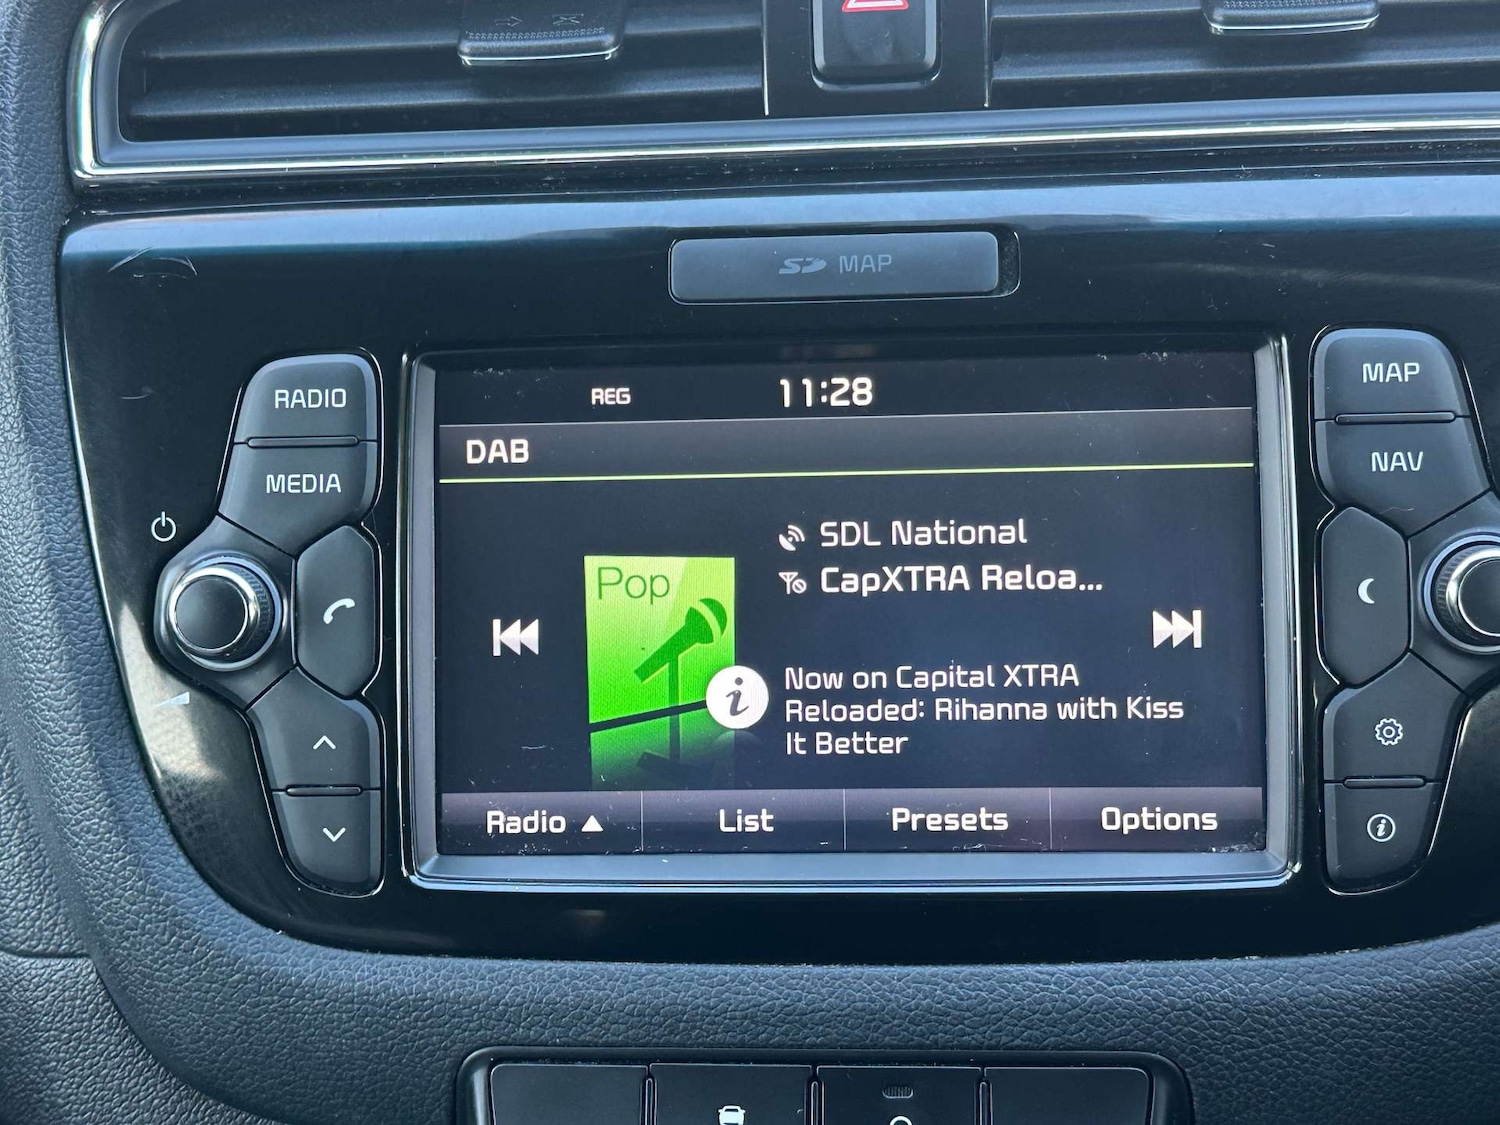 SD MAP
RADIO
MEDIA
MAP
NAV
REG
11:28
DAB
SDL National
CapXTRA Reloa...
Pop
i
Now on Capital XTRA
Reloaded: Rihanna with Kiss
It Better
Radio ▲
List
Presets
Options
i